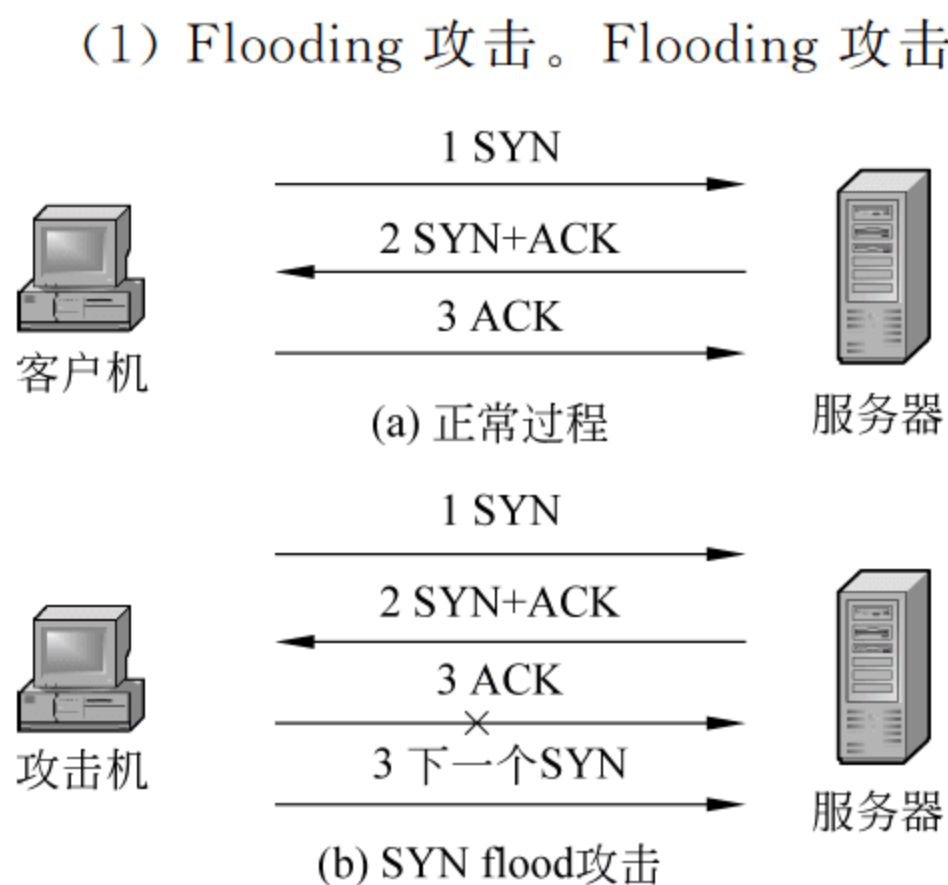 (1) Flooding 攻击。Flooding 攻击
1 SYN
2 SYN+ACK
3 ACK
客户机
服务器
(a) 正常过程
1 SYN
2 SYN+ACK
3 ACK
3 下一个SYN
攻击机
服务器
(b) SYN flood攻击